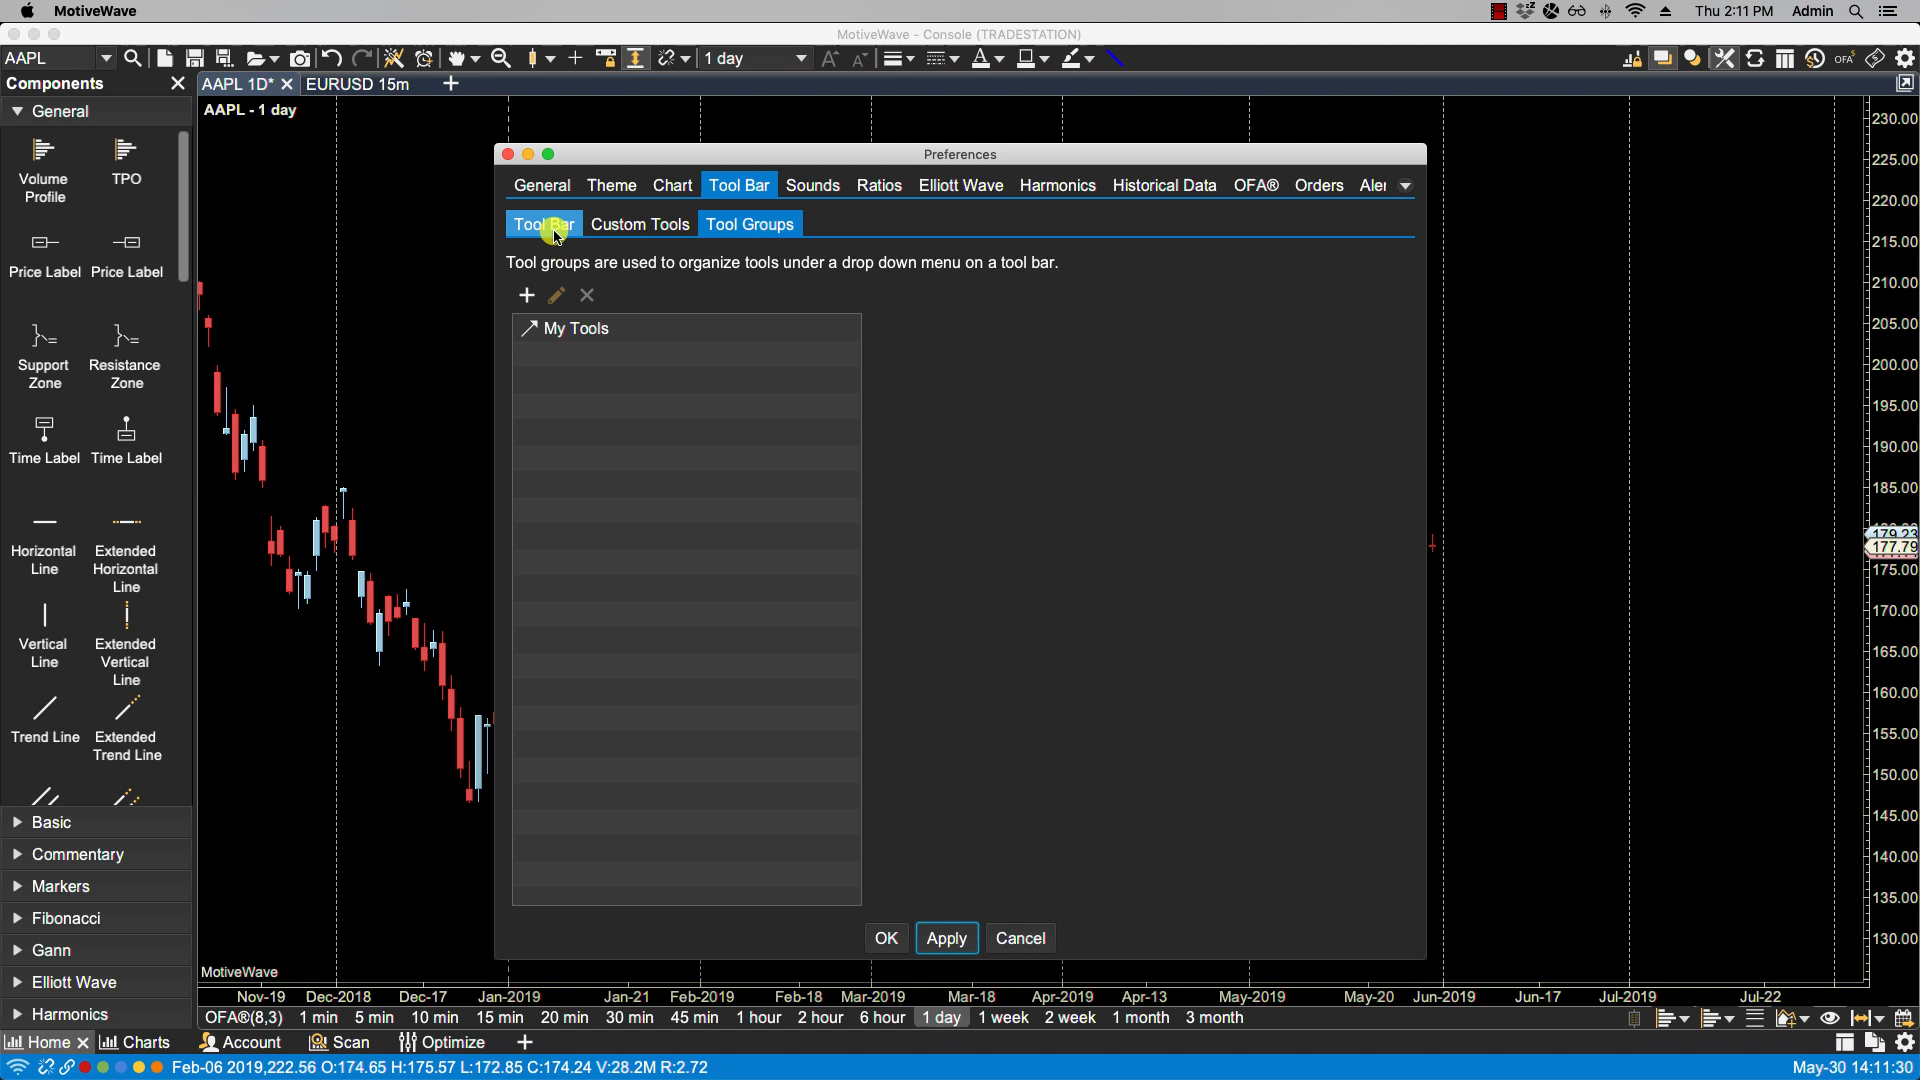 MotiveWave
Thu 2:11 PM Admin
MotiveWave - Console (TRADESTATION)
AAPL
1 day
OFA
Components
AAPL 1D*
EURUSD 15m
General
AAPL - 1 day
Volume Profile
TPO
Price Label
Price Label
Support Zone
Resistance Zone
Time Label
Time Label
Horizontal Line
Extended Horizontal Line
Vertical Line
Extended Vertical Line
Trend Line
Extended Trend Line
Basic
Commentary
Markers
Fibonacci
Gann
Elliott Wave
Harmonics
Preferences
General Theme Chart Tool Bar Sounds Ratios Elliott Wave Harmonics Historical Data OFA® Orders Aler
Tool Bar Custom Tools Tool Groups
Tool groups are used to organize tools under a drop down menu on a tool bar.
My Tools
OK Apply Cancel
230.00
225.00
220.00
215.00
210.00
205.00
200.00
195.00
190.00
185.00
179.23
177.79
175.00
170.00
165.00
160.00
155.00
150.00
145.00
140.00
135.00
130.00
MotiveWave
Nov-19 Dec-2018 Dec-17 Jan-2019 Jan-21 Feb-2019 Feb-18 Mar-2019 Mar-18 Apr-2019 Apr-13 May-2019 May-20 Jun-2019 Jun-17 Jul-2019 Jul-22
OFA®(8,3) 1 min 5 min 10 min 15 min 20 min 30 min 45 min 1 hour 2 hour 6 hour 1 day 1 week 2 week 1 month 3 month
Home Charts Account Scan Optimize
Feb-06 2019,222.56 O:174.65 H:175.57 L:172.85 C:174.24 V:28.2M R:2.72
May-30 14:11:30